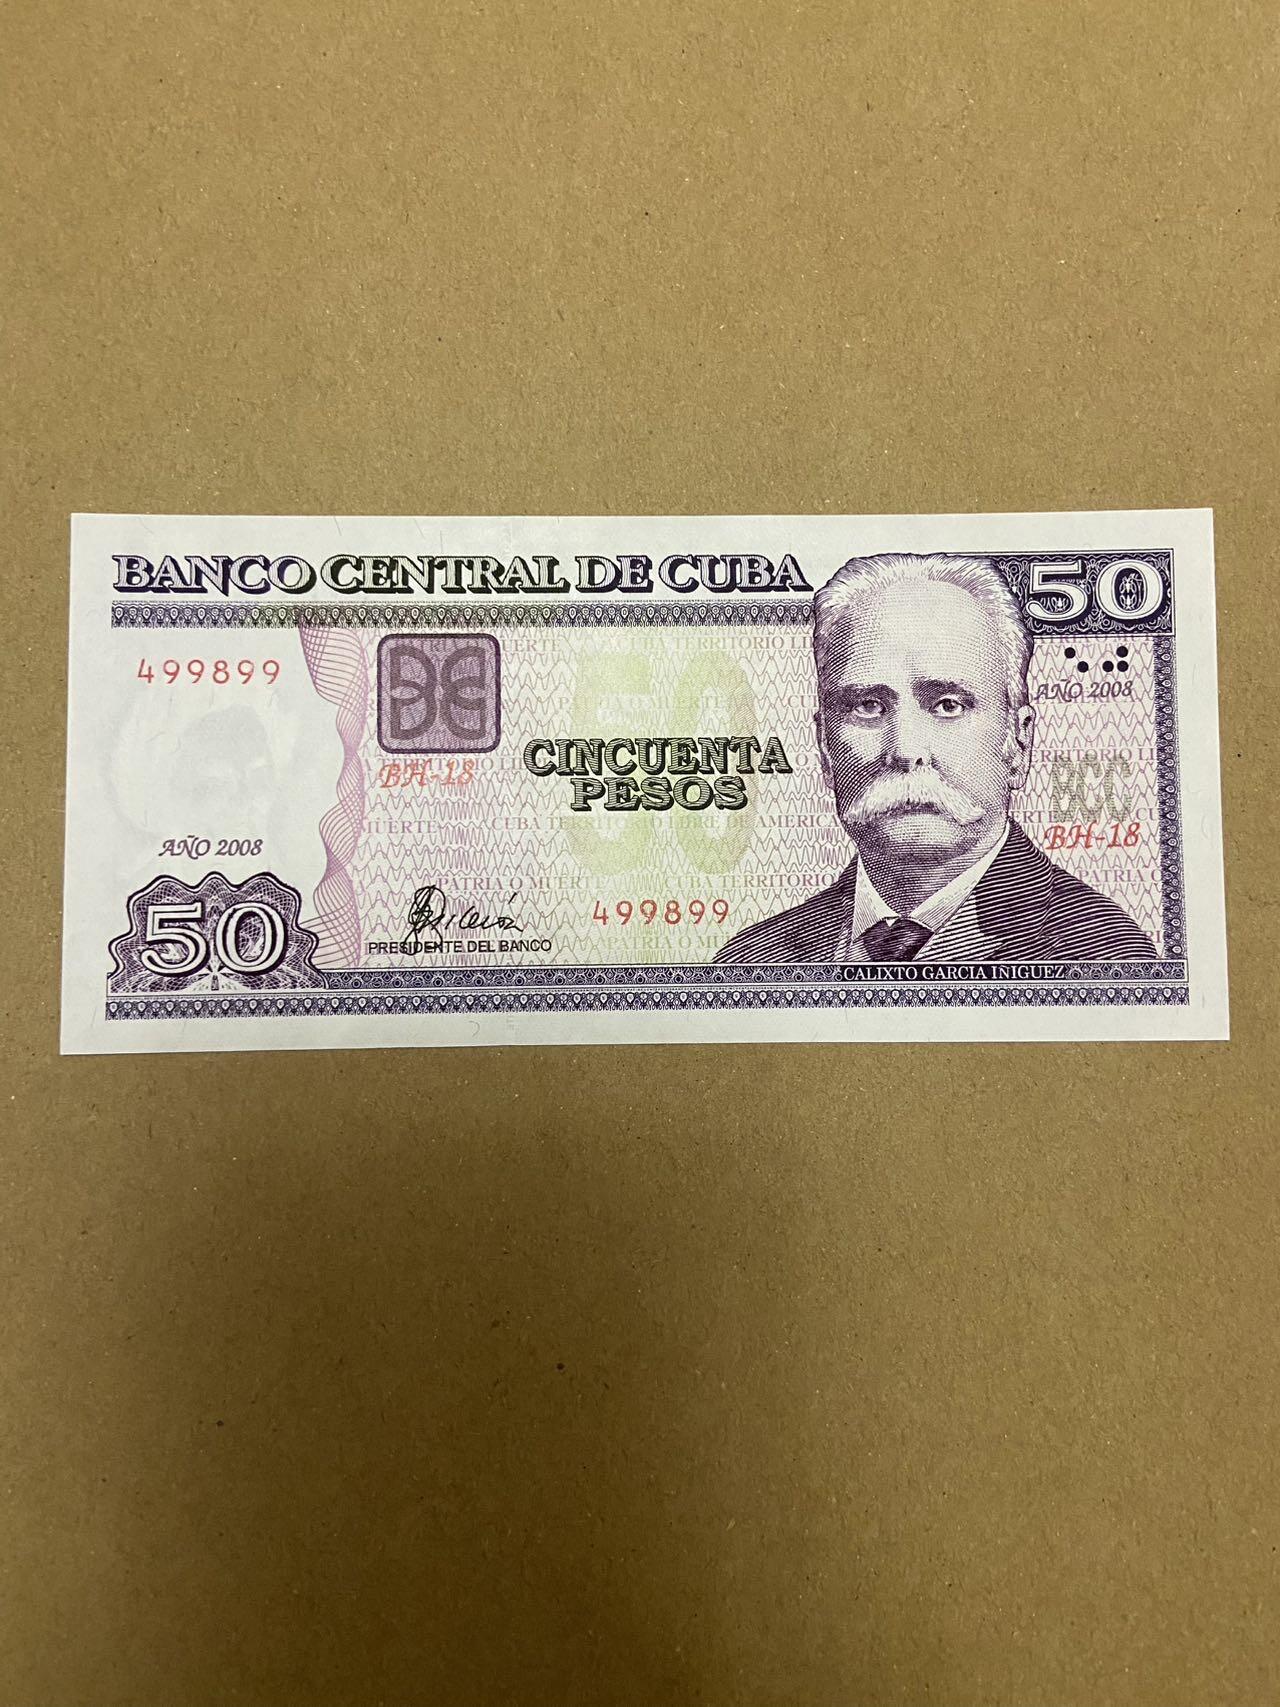 BANCO CENTRAL DE CUBA
50
499899
AÑO 2008
BH-18
CINCUENTA
PESOS
BCC
BH-18
AÑO 2008
50
499899
PRESIDENTE DEL BANCO
CALIXTO GARCIA IÑIGUEZ
PATRIA O MUERTE CUBA TERRITORIO LIBRE DE AMERICA